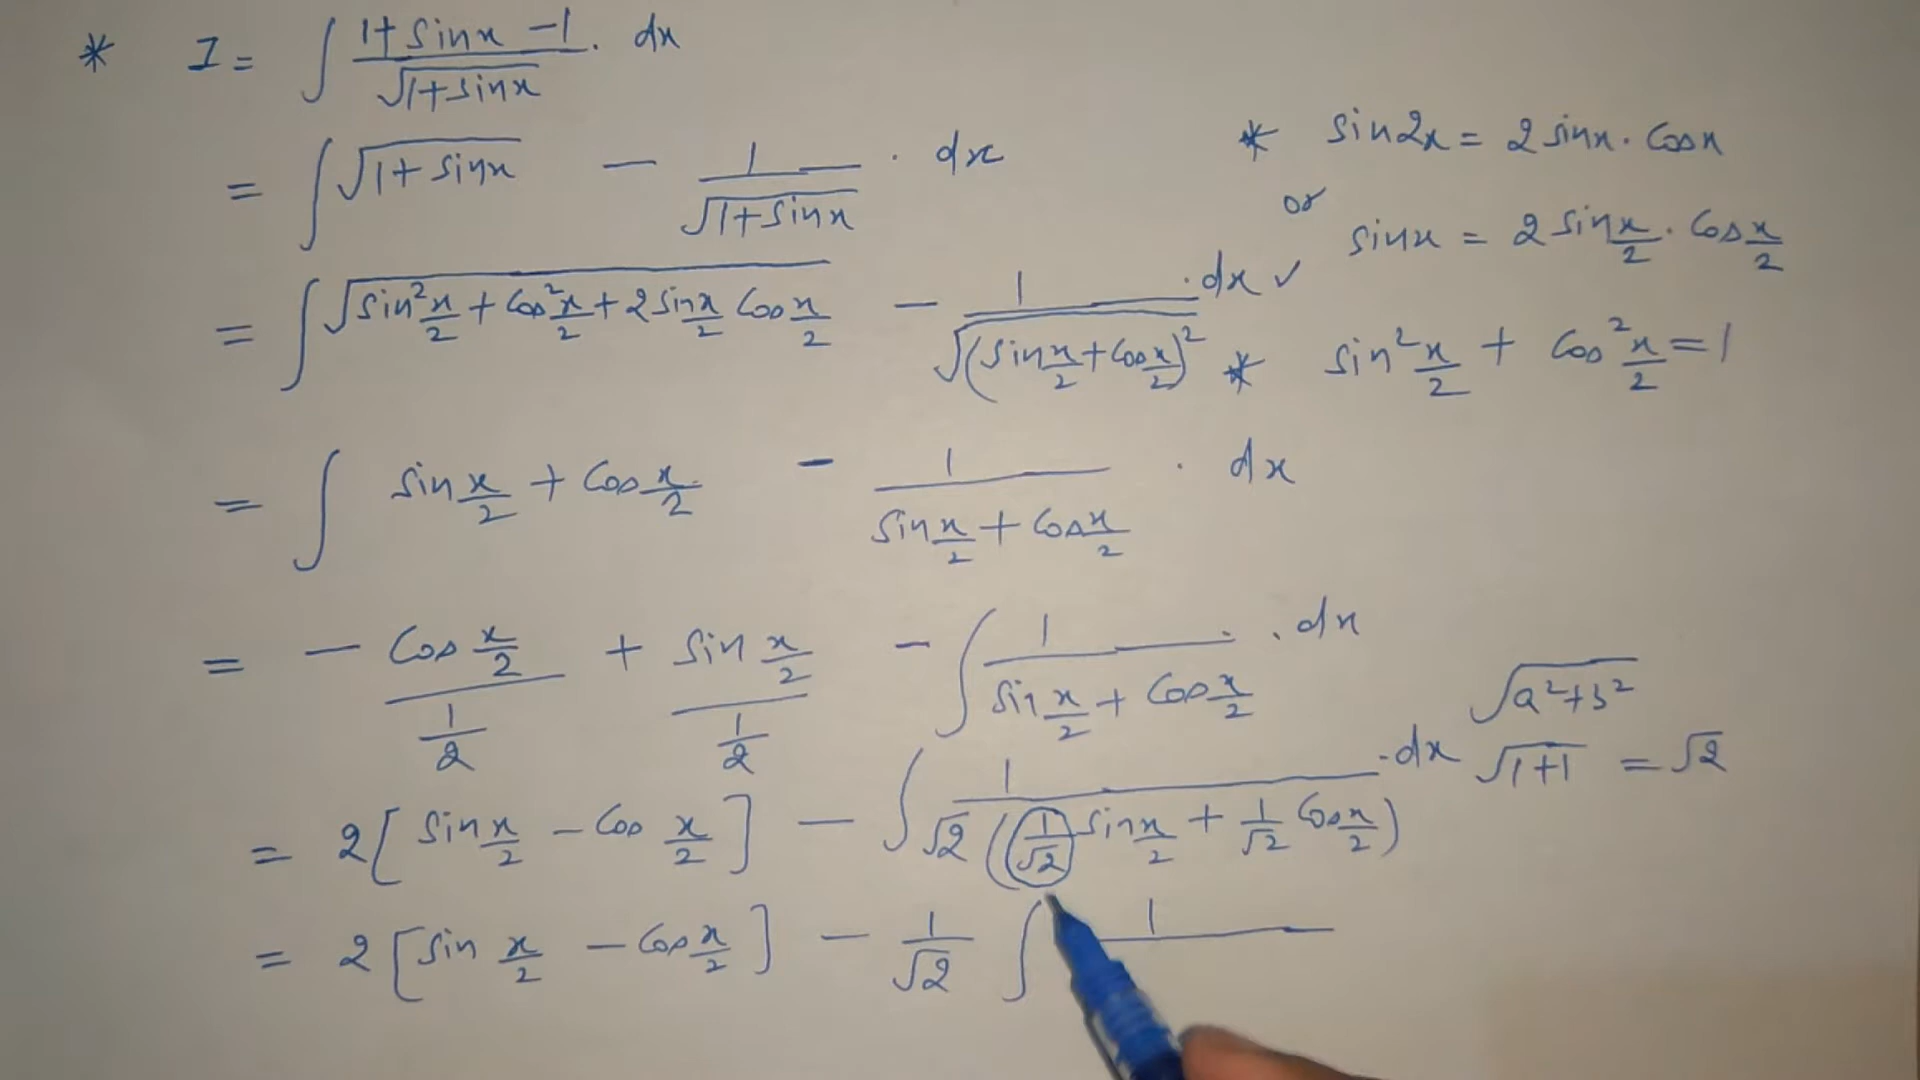 * I = ∫ (1 + sinx − 1)/√(1+sinx) . dx
= ∫ √(1+sinx) − 1/√(1+sinx) . dx
* sin2x = 2 sinx . Cosx
or sinx = 2 sin x/2 . Cos x/2
= ∫ √(sin² x/2 + Cos² x/2 + 2 sin x/2 Cos x/2) − 1/√(sin x/2 + Cos x/2)² . dx ✓
* sin² x/2 + Cos² x/2 = 1
= ∫ sin x/2 + Cos x/2 − 1/(sin x/2 + Cos x/2) . dx
= − (Cos x/2)/(1/2) + (sin x/2)/(1/2) − ∫ 1/(sin x/2 + Cos x/2) . dx
√(a²+b²)
√(1+1) = √2
= 2[sin x/2 − Cos x/2] − ∫ 1/(√2 (1/√2 sin x/2 + 1/√2 Cos x/2)) . dx
= 2[sin x/2 − Cos x/2] − 1/√2 ∫ 1/